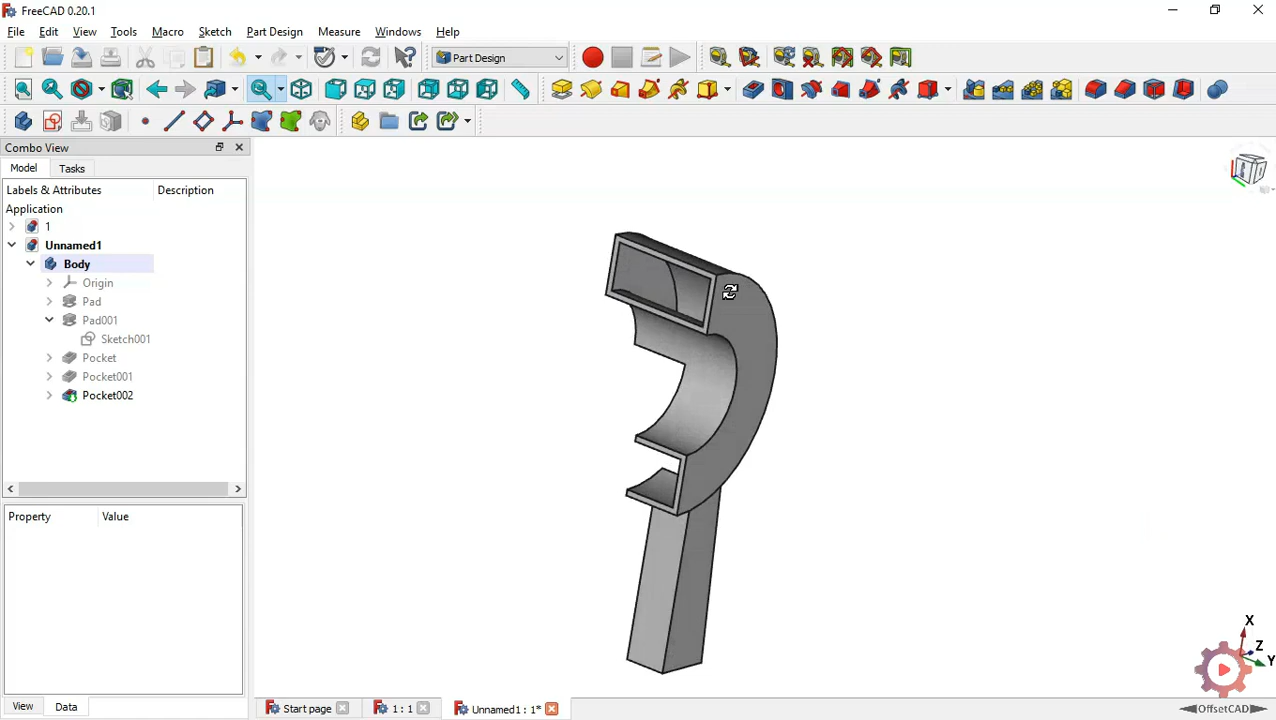 FreeCAD 0.20.1
File Edit View Tools Macro Sketch Part Design Measure Windows Help
Part Design
Combo View
Model Tasks
Labels & Attributes Description
Application
1
Unnamed1
Body
Origin
Pad
Pad001
Sketch001
Pocket
Pocket001
Pocket002
Property Value
X
Z
Y
View Data
Start page 1 : 1 Unnamed1 : 1*
OffsetCAD